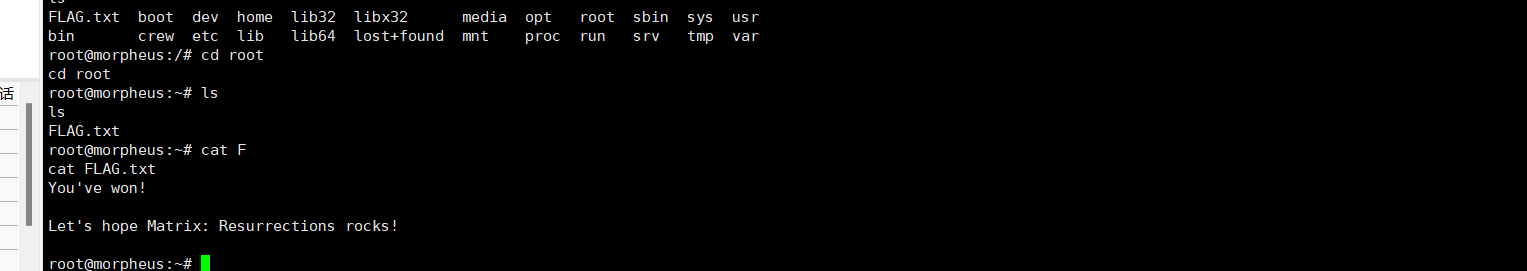 ls
FLAG.txt  boot  dev  home  lib32  libx32      media  opt   root  sbin  sys  usr
bin       crew  etc  lib   lib64  lost+found  mnt    proc  run   srv   tmp  var
root@morpheus:/# cd root
cd root
root@morpheus:~# ls
ls
FLAG.txt
root@morpheus:~# cat F
cat FLAG.txt
You've won!

Let's hope Matrix: Resurrections rocks!

root@morpheus:~#
话